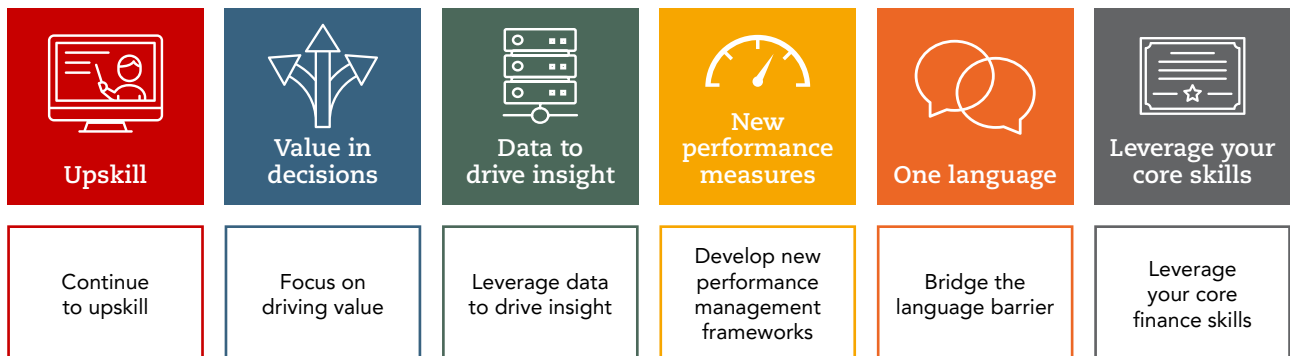 Upskill
Value in
decisions
Data to
drive insight
New
performance
measures
One language
Leverage your
core skills
Continue
to upskill
Focus on
driving value
Leverage data
to drive insight
Develop new
performance
management
frameworks
Bridge the
language barrier
Leverage
your core
finance skills